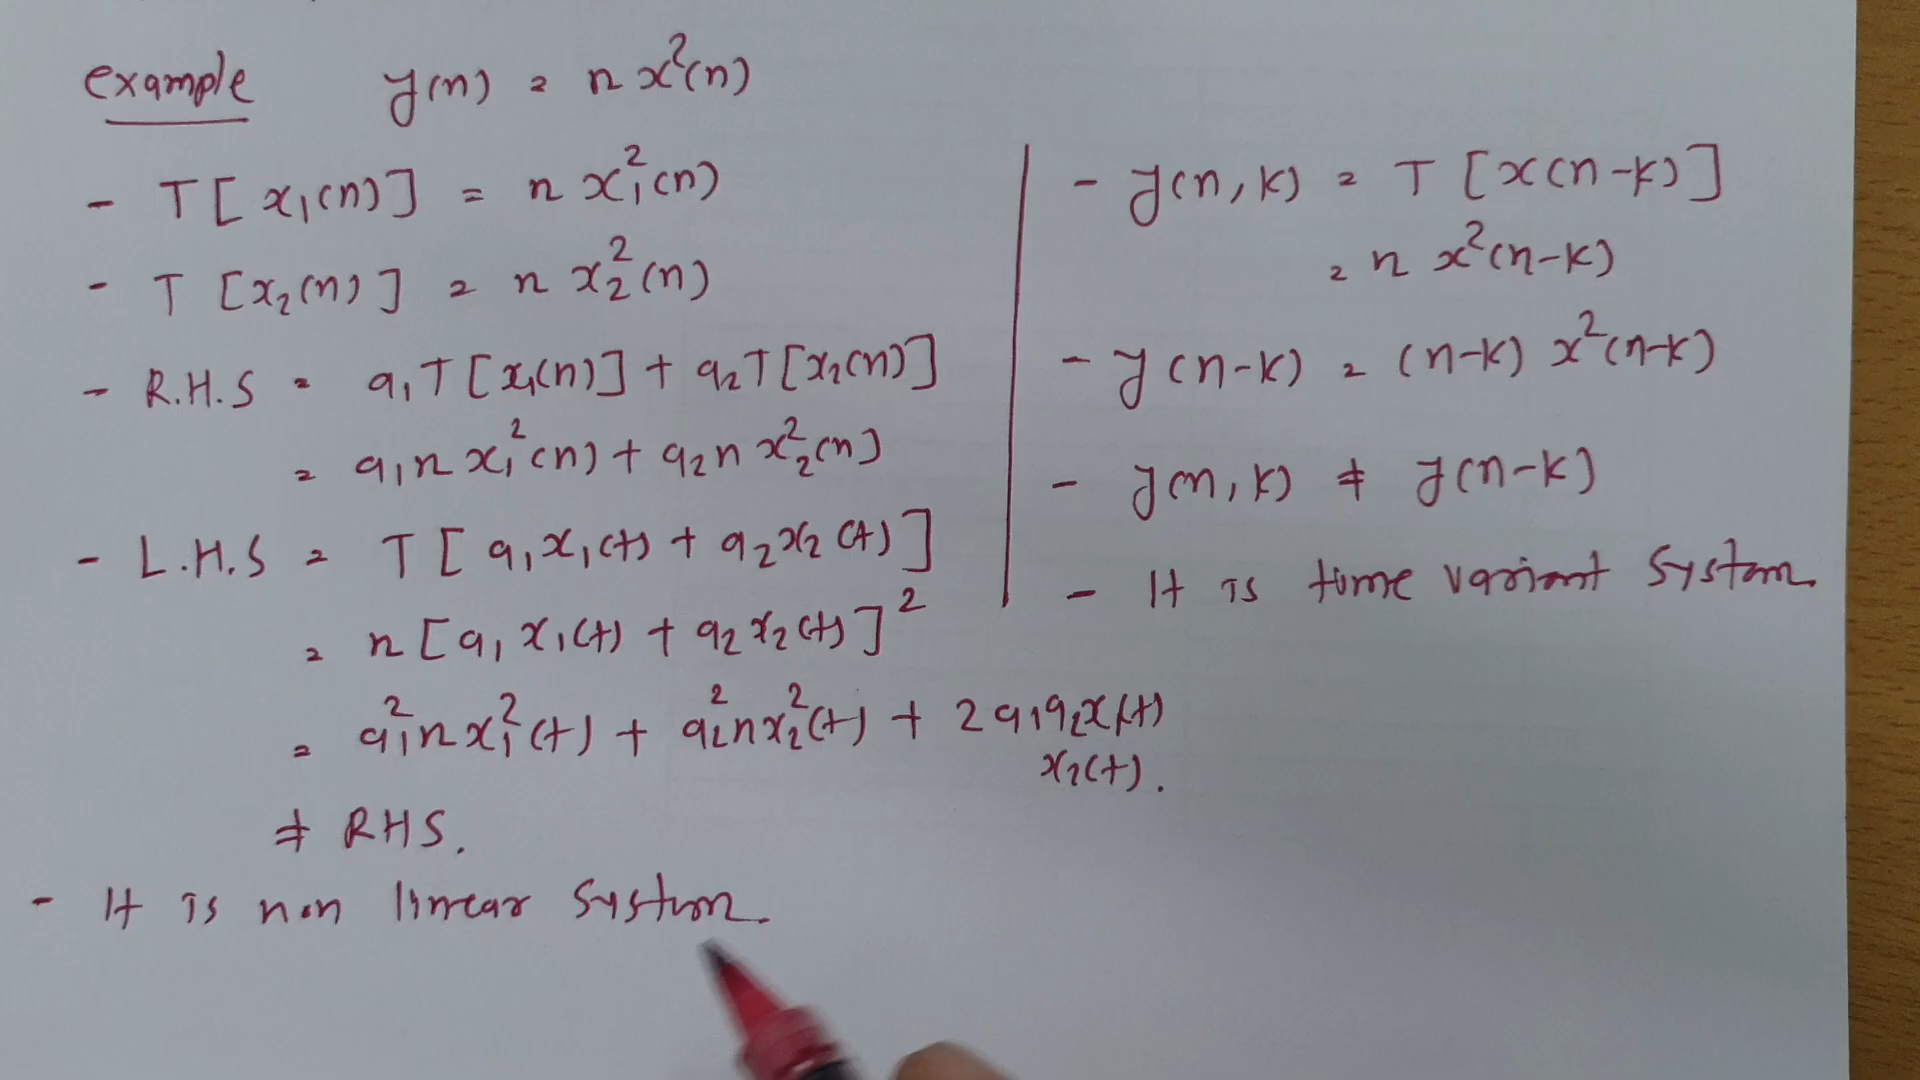 example y(n) = n x²(n)
- T[x₁(n)] = n x₁²(n)
- T[x₂(n)] = n x₂²(n)
- R.H.S = a₁T[x₁(n)] + a₂T[x₂(n)]
= a₁n x₁²(n) + a₂n x₂²(n)
- L.H.S = T[a₁x₁(t) + a₂x₂(t)]
= n[a₁x₁(t) + a₂x₂(t)]²
= a₁²n x₁²(t) + a₂²n x₂²(t) + 2a₁a₂x₁(t)
x₂(t).
≠ RHS.
- It is non linear System.
- y(n,k) = T[x(n-k)]
= n x²(n-k)
- y(n-k) = (n-k) x²(n-k)
- y(n,k) ≠ y(n-k)
- It is time variant System.